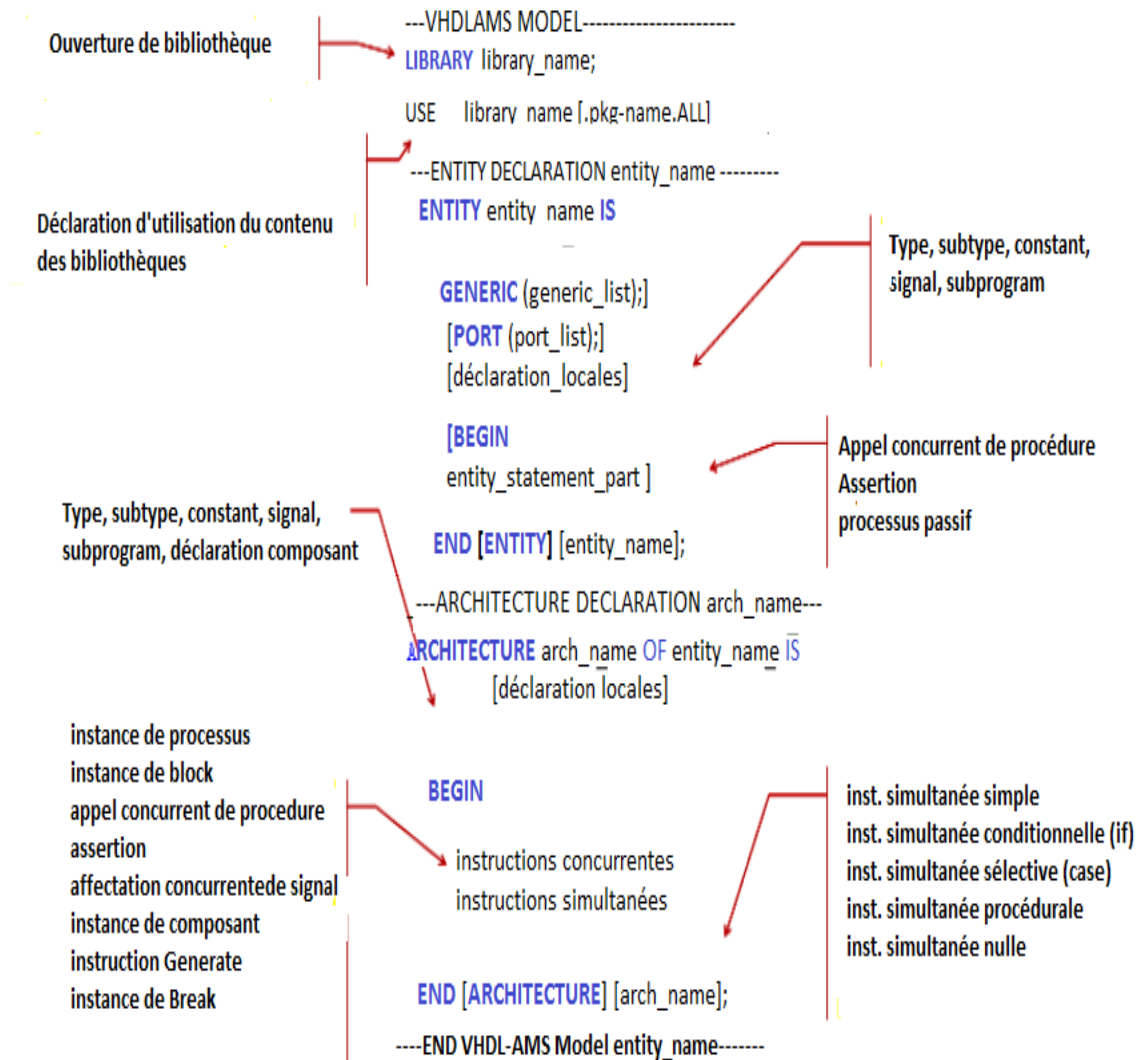 ---VHDLAMS MODEL----------------------
Ouverture de bibliothèque
LIBRARY library_name;
USE library name [.pkg-name.ALL]
---ENTITY DECLARATION entity_name ---------
ENTITY entity name IS
Déclaration d'utilisation du contenu
des bibliothèques
Type, subtype, constant,
signal, subprogram
GENERIC (generic_list);]
[PORT (port_list);]
[déclaration_locales]
[BEGIN
entity_statement_part ]
Appel concurrent de procédure
Assertion
processus passif
END [ENTITY] [entity_name];
Type, subtype, constant, signal,
subprogram, déclaration composant
_ ---ARCHITECTURE DECLARATION arch_name---
ARCHITECTURE arch_name OF entity_name IS
[déclaration locales]
BEGIN
instance de processus
instance de block
appel concurrent de procedure
assertion
affectation concurrentede signal
instance de composant
instruction Generate
instance de Break
instructions concurrentes
instructions simultanées
inst. simultanée simple
inst. simultanée conditionnelle (if)
inst. simultanée sélective (case)
inst. simultanée procédurale
inst. simultanée nulle
END [ARCHITECTURE] [arch_name];
----END VHDL-AMS Model entity_name-------